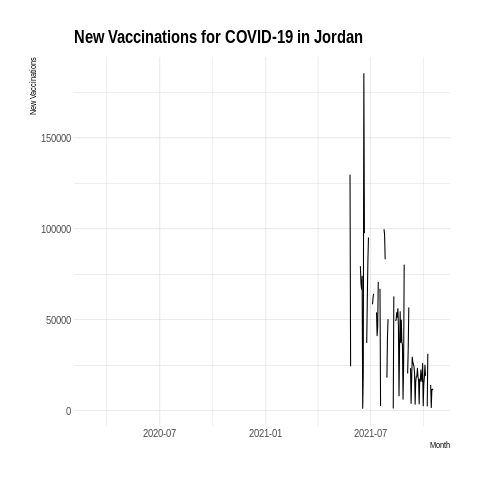 New Vaccinations for COVID-19 in Jordan
New Vaccinations
150000
100000
50000
0
2020-07 2021-01 2021-07
Month